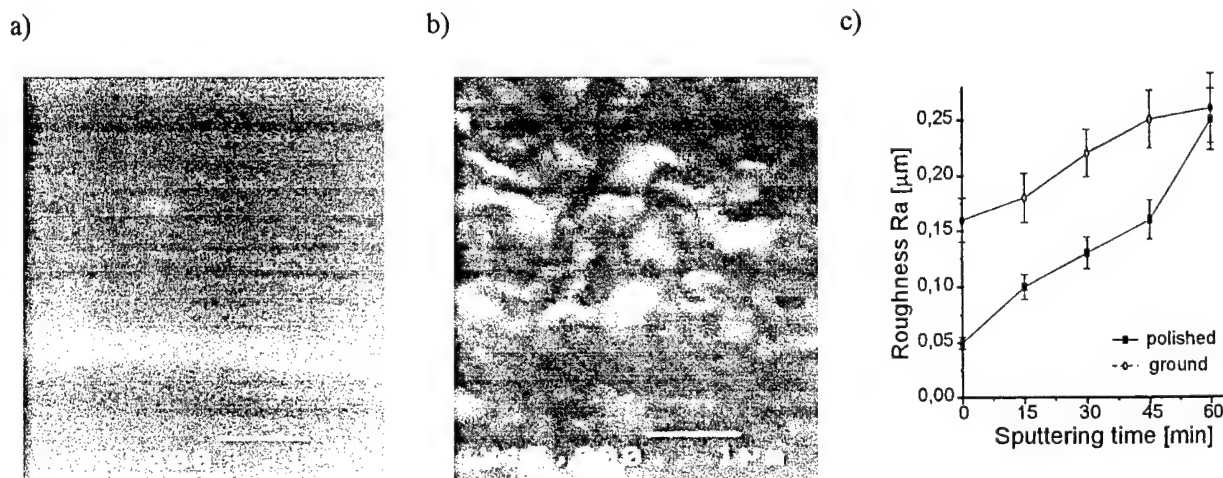 a)
b)
c)
0,25
0,20
0,15
0,10
0,05
0,00
Roughness Ra [µm]
polished
ground
0
15
30
45
60
Sputtering time [min]